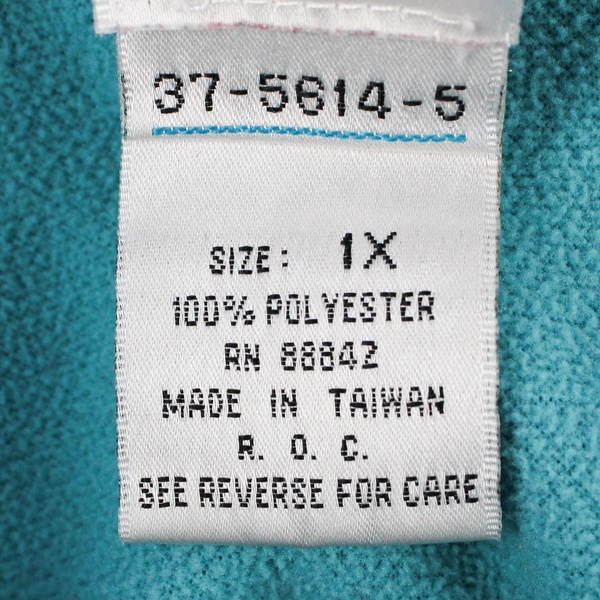 37-5614-5
SIZE: 1X
100% POLYESTER
RN 88842
MADE IN TAIWAN
R. O. C.
SEE REVERSE FOR CARE